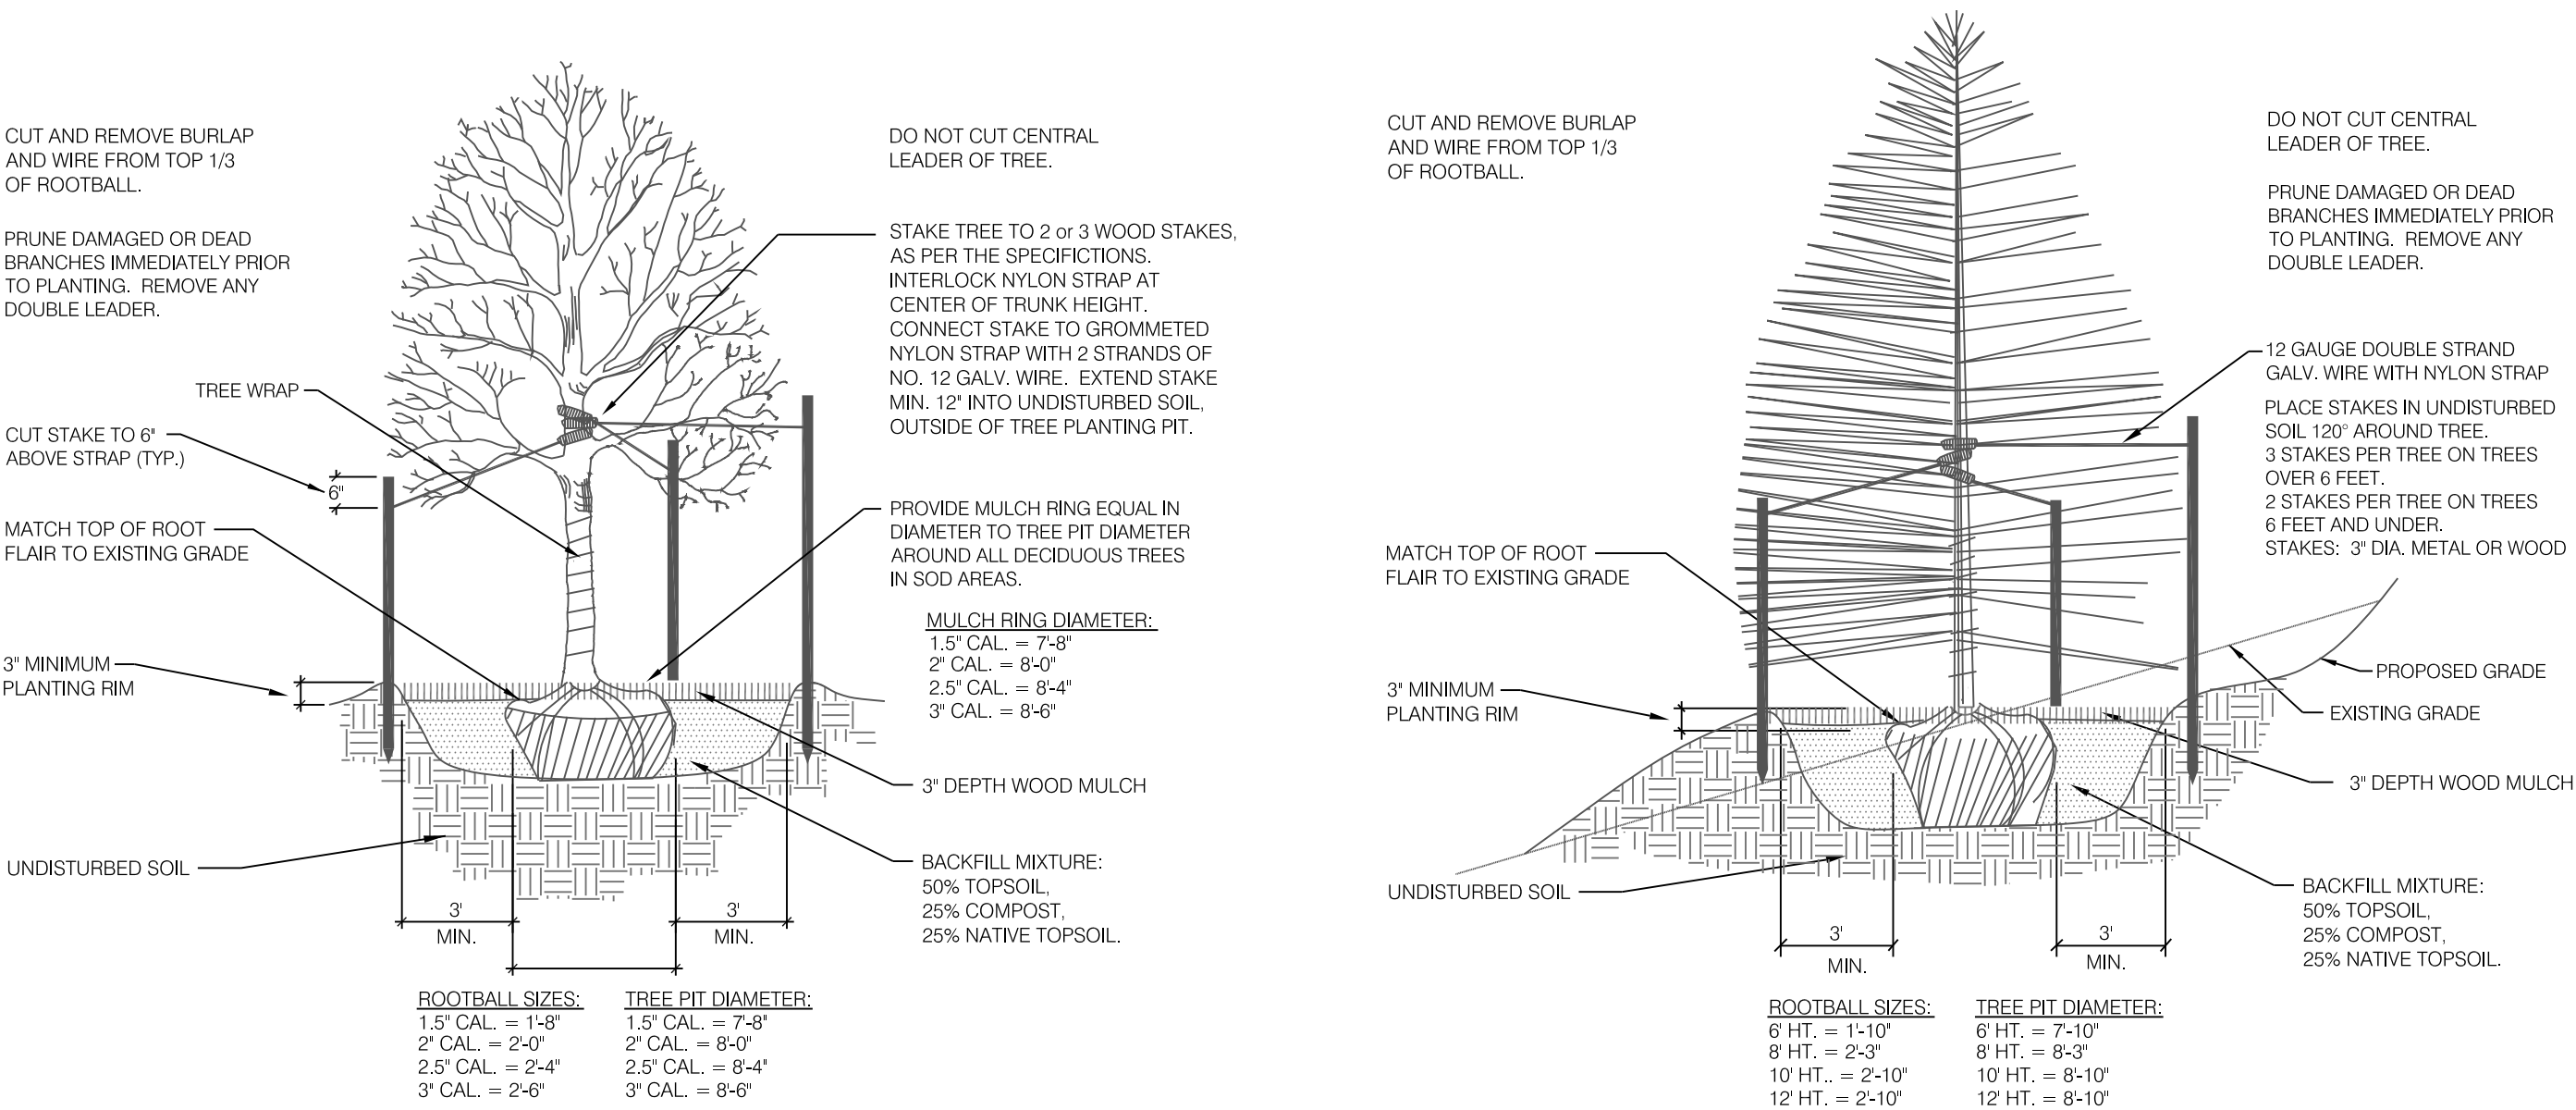 CUT AND REMOVE BURLAP
AND WIRE FROM TOP 1/3
OF ROOTBALL.
PRUNE DAMAGED OR DEAD
BRANCHES IMMEDIATELY PRIOR
TO PLANTING. REMOVE ANY
DOUBLE LEADER.
TREE WRAP
CUT STAKE TO 6"
ABOVE STRAP (TYP.)
6"
MATCH TOP OF ROOT
FLAIR TO EXISTING GRADE
3" MINIMUM
PLANTING RIM
UNDISTURBED SOIL
DO NOT CUT CENTRAL
LEADER OF TREE.
STAKE TREE TO 2 or 3 WOOD STAKES,
AS PER THE SPECIFICTIONS.
INTERLOCK NYLON STRAP AT
CENTER OF TRUNK HEIGHT.
CONNECT STAKE TO GROMMETED
NYLON STRAP WITH 2 STRANDS OF
NO. 12 GALV. WIRE. EXTEND STAKE
MIN. 12" INTO UNDISTURBED SOIL,
OUTSIDE OF TREE PLANTING PIT.
PROVIDE MULCH RING EQUAL IN
DIAMETER TO TREE PIT DIAMETER
AROUND ALL DECIDUOUS TREES
IN SOD AREAS.
MULCH RING DIAMETER:
1.5" CAL. = 7'-8"
2" CAL. = 8'-0"
2.5" CAL. = 8'-4"
3" CAL. = 8'-6"
3" DEPTH WOOD MULCH
BACKFILL MIXTURE:
50% TOPSOIL,
25% COMPOST,
25% NATIVE TOPSOIL.
3'
MIN.
3'
MIN.
ROOTBALL SIZES:
1.5" CAL. = 1'-8"
2" CAL. = 2'-0"
2.5" CAL. = 2'-4"
3" CAL. = 2'-6"
TREE PIT DIAMETER:
1.5" CAL. = 7'-8"
2" CAL. = 8'-0"
2.5" CAL. = 8'-4"
3" CAL. = 8'-6"
CUT AND REMOVE BURLAP
AND WIRE FROM TOP 1/3
OF ROOTBALL.
MATCH TOP OF ROOT
FLAIR TO EXISTING GRADE
3" MINIMUM
PLANTING RIM
UNDISTURBED SOIL
DO NOT CUT CENTRAL
LEADER OF TREE.
PRUNE DAMAGED OR DEAD
BRANCHES IMMEDIATELY PRIOR
TO PLANTING. REMOVE ANY
DOUBLE LEADER.
12 GAUGE DOUBLE STRAND
GALV. WIRE WITH NYLON STRAP
PLACE STAKES IN UNDISTURBED
SOIL 120° AROUND TREE.
3 STAKES PER TREE ON TREES
OVER 6 FEET.
2 STAKES PER TREE ON TREES
6 FEET AND UNDER.
STAKES: 3" DIA. METAL OR WOOD
PROPOSED GRADE
EXISTING GRADE
3" DEPTH WOOD MULCH
BACKFILL MIXTURE:
50% TOPSOIL,
25% COMPOST,
25% NATIVE TOPSOIL.
3'
MIN.
3'
MIN.
ROOTBALL SIZES:
6' HT. = 1'-10"
8' HT. = 2'-3"
10' HT.. = 2'-10"
12' HT. = 2'-10"
TREE PIT DIAMETER:
6' HT. = 7'-10"
8' HT. = 8'-3"
10' HT. = 8'-10"
12' HT. = 8'-10"